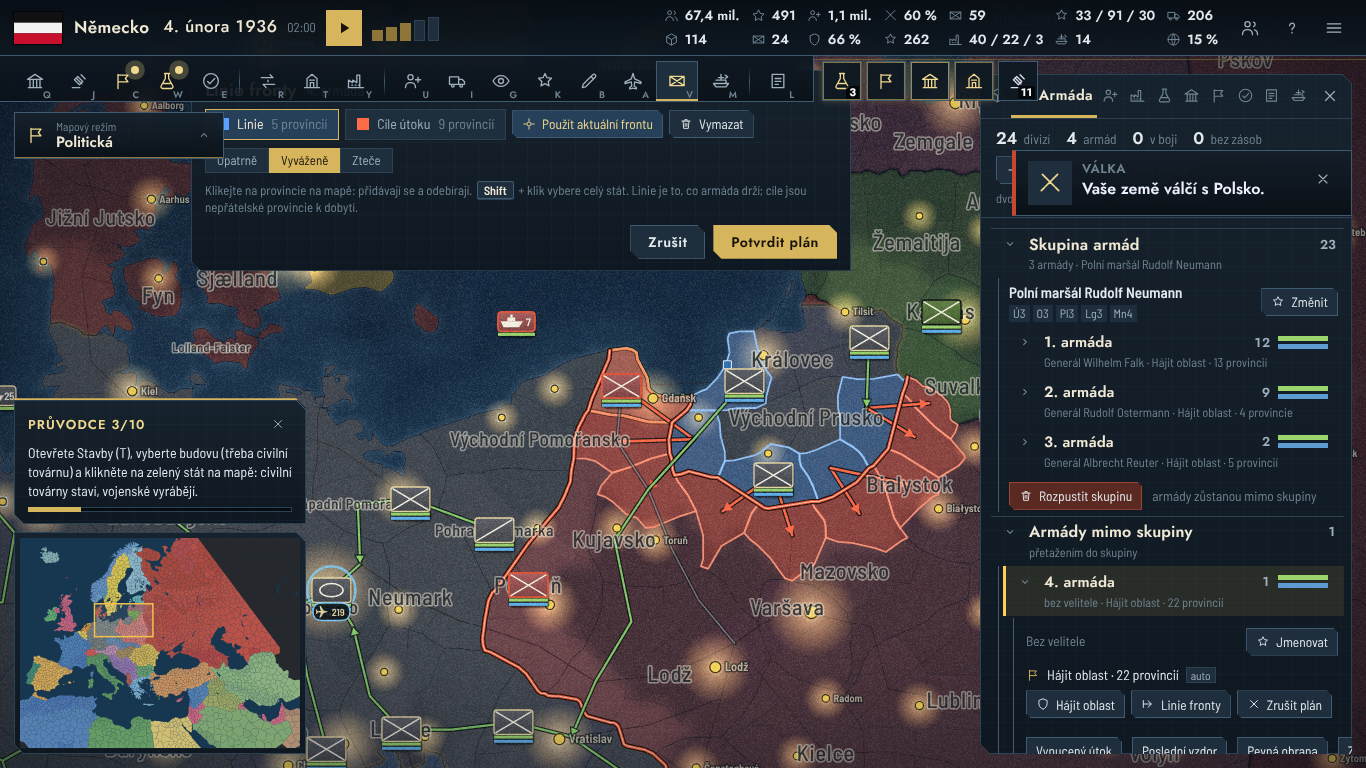 Německo 4. února 1936 02:00
67,4 mil. 491 1,1 mil. 60 % 59 33 / 91 / 30 206
114 24 66 % 262 40 / 22 / 3 14 15 %
Q J C W E R T Y U I G K B A V M L 3 11
Linie fronty
Mapový režim
Politická
Linie 5 provincií Cíle útoku 9 provincií Použít aktuální frontu Vymazat
Opatrně Vyváženě Zteče
Klikejte na provincie na mapě: přidávají se a odebírají. Shift + klik vybere celý stát. Linie je to, co armáda drží; cíle jsou
nepřátelské provincie k dobytí.
Zrušit Potvrdit plán
Armáda
24 divizí 4 armád 0 v boji 0 bez zásob
VÁLKA
Vaše země válčí s Polsko.
Skupina armád 23
3 armády · Polní maršál Rudolf Neumann
Polní maršál Rudolf Neumann
Změnit
Ú3 O3 Pl3 Lg3 Mn4
1. armáda 12
Generál Wilhelm Falk · Hájit oblast · 13 provincií
2. armáda 9
Generál Rudolf Ostermann · Hájit oblast · 4 provincie
3. armáda 2
Generál Albrecht Reuter · Hájit oblast · 5 provincií
Rozpustit skupinu armády zůstanou mimo skupiny
Armády mimo skupiny 1
přetažením do skupiny
4. armáda 1
bez velitele · Hájit oblast · 22 provincií
Bez velitele Jmenovat
Hájit oblast · 22 provincií auto
Hájit oblast Linie fronty Zrušit plán
Vynucený útok Poslední vzdor Pevná obrana
PRŮVODCE 3/10
Otevřete Stavby (T), vyberte budovu (třeba civilní
továrnu) a klikněte na zelený stát na mapě: civilní
továrny staví, vojenské vyrábějí.
Aalborg
Aarhus
Jižní Jutsko
Fyn
Sjælland
Lolland-Falster
Kiel
25
7
Zemgale
Žemaitija
Tilsit
Královec
Gdaňsk
Východní Prusko
Východní Pomořansko
Bialystok
Kujavsko
Toruň
Mazovsko
Varšava
Neumark
219
Lodž
Lodž
Radom
Vratislav
Kielce